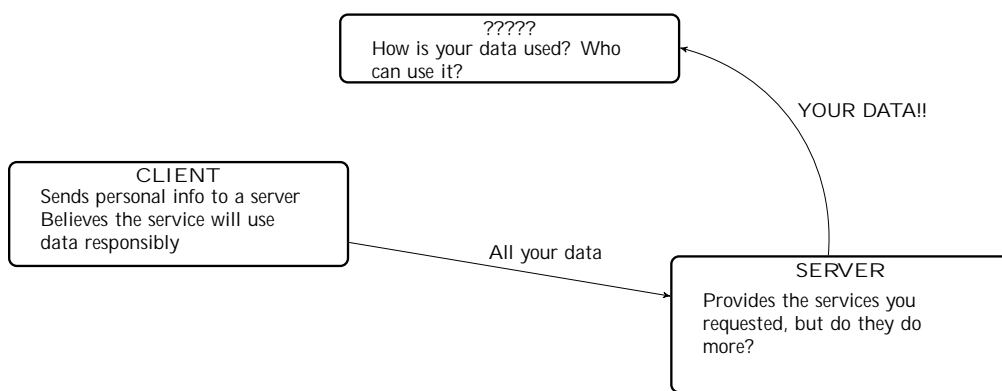 ?????
How is your data used? Who
can use it?
YOUR DATA!!
CLIENT
Sends personal info to a server
Believes the service will use
data responsibly
All your data
SERVER
Provides the services you
requested, but do they do
more?